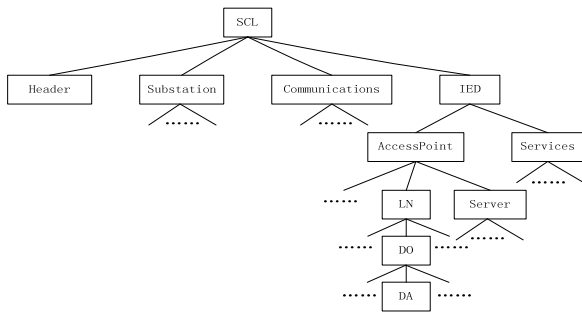 SCL
Header Substation Communications IED
...... ......
AccessPoint Services
......
...... LN Server
...... DO ...... ......
...... DA ......